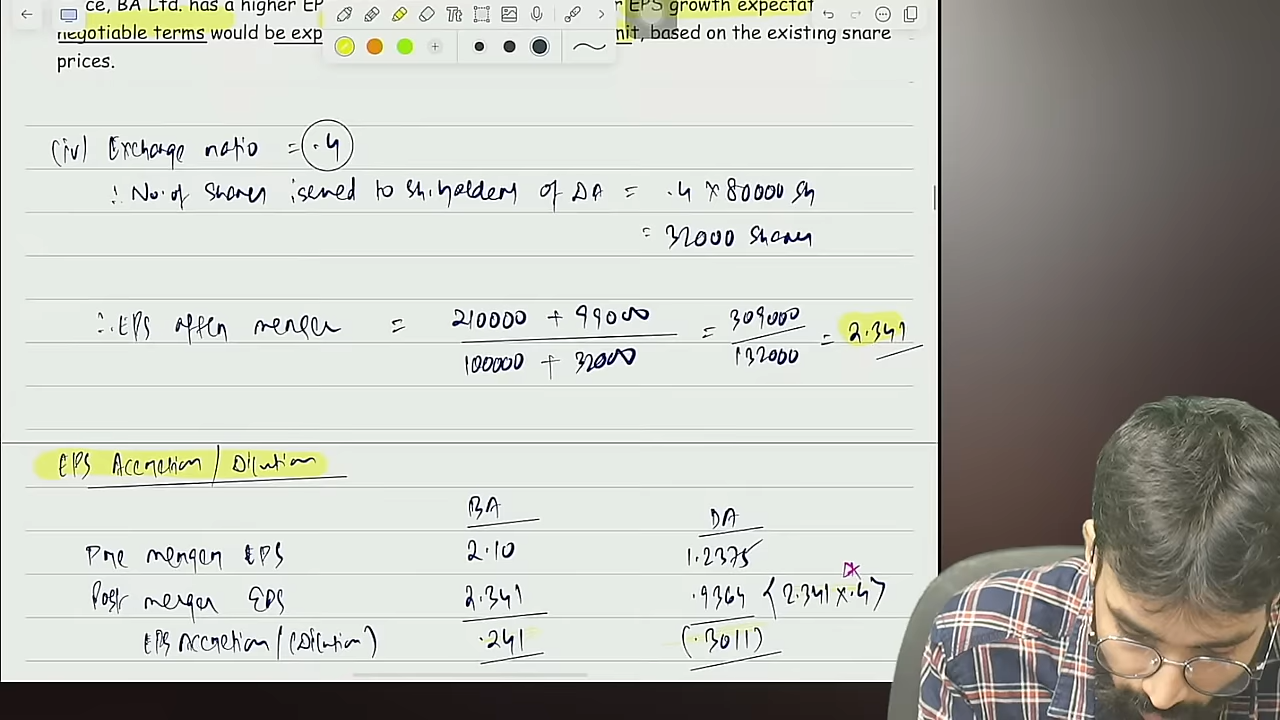 ce, BA Ltd. has a higher EP EPS growth expectat
negotiable terms would be exp mit, based on the existing snare
prices.
(iv) Exchange ratio = .4
∴ No. of Shares issued to Sh.holders of DA = .4 × 80000 Sh
= 32000 Shares
∴ EPS after merger = 210000 + 99000 / 100000 + 32000 = 309000 / 132000 = 2.341
EPS Accretion / Dilution
BA DA
Pre merger EPS 2.10 1.2375
Post merger EPS 2.341 .9364 {2.341 × .4}
EPS Accretion/(Dilution) .241 (.3011)